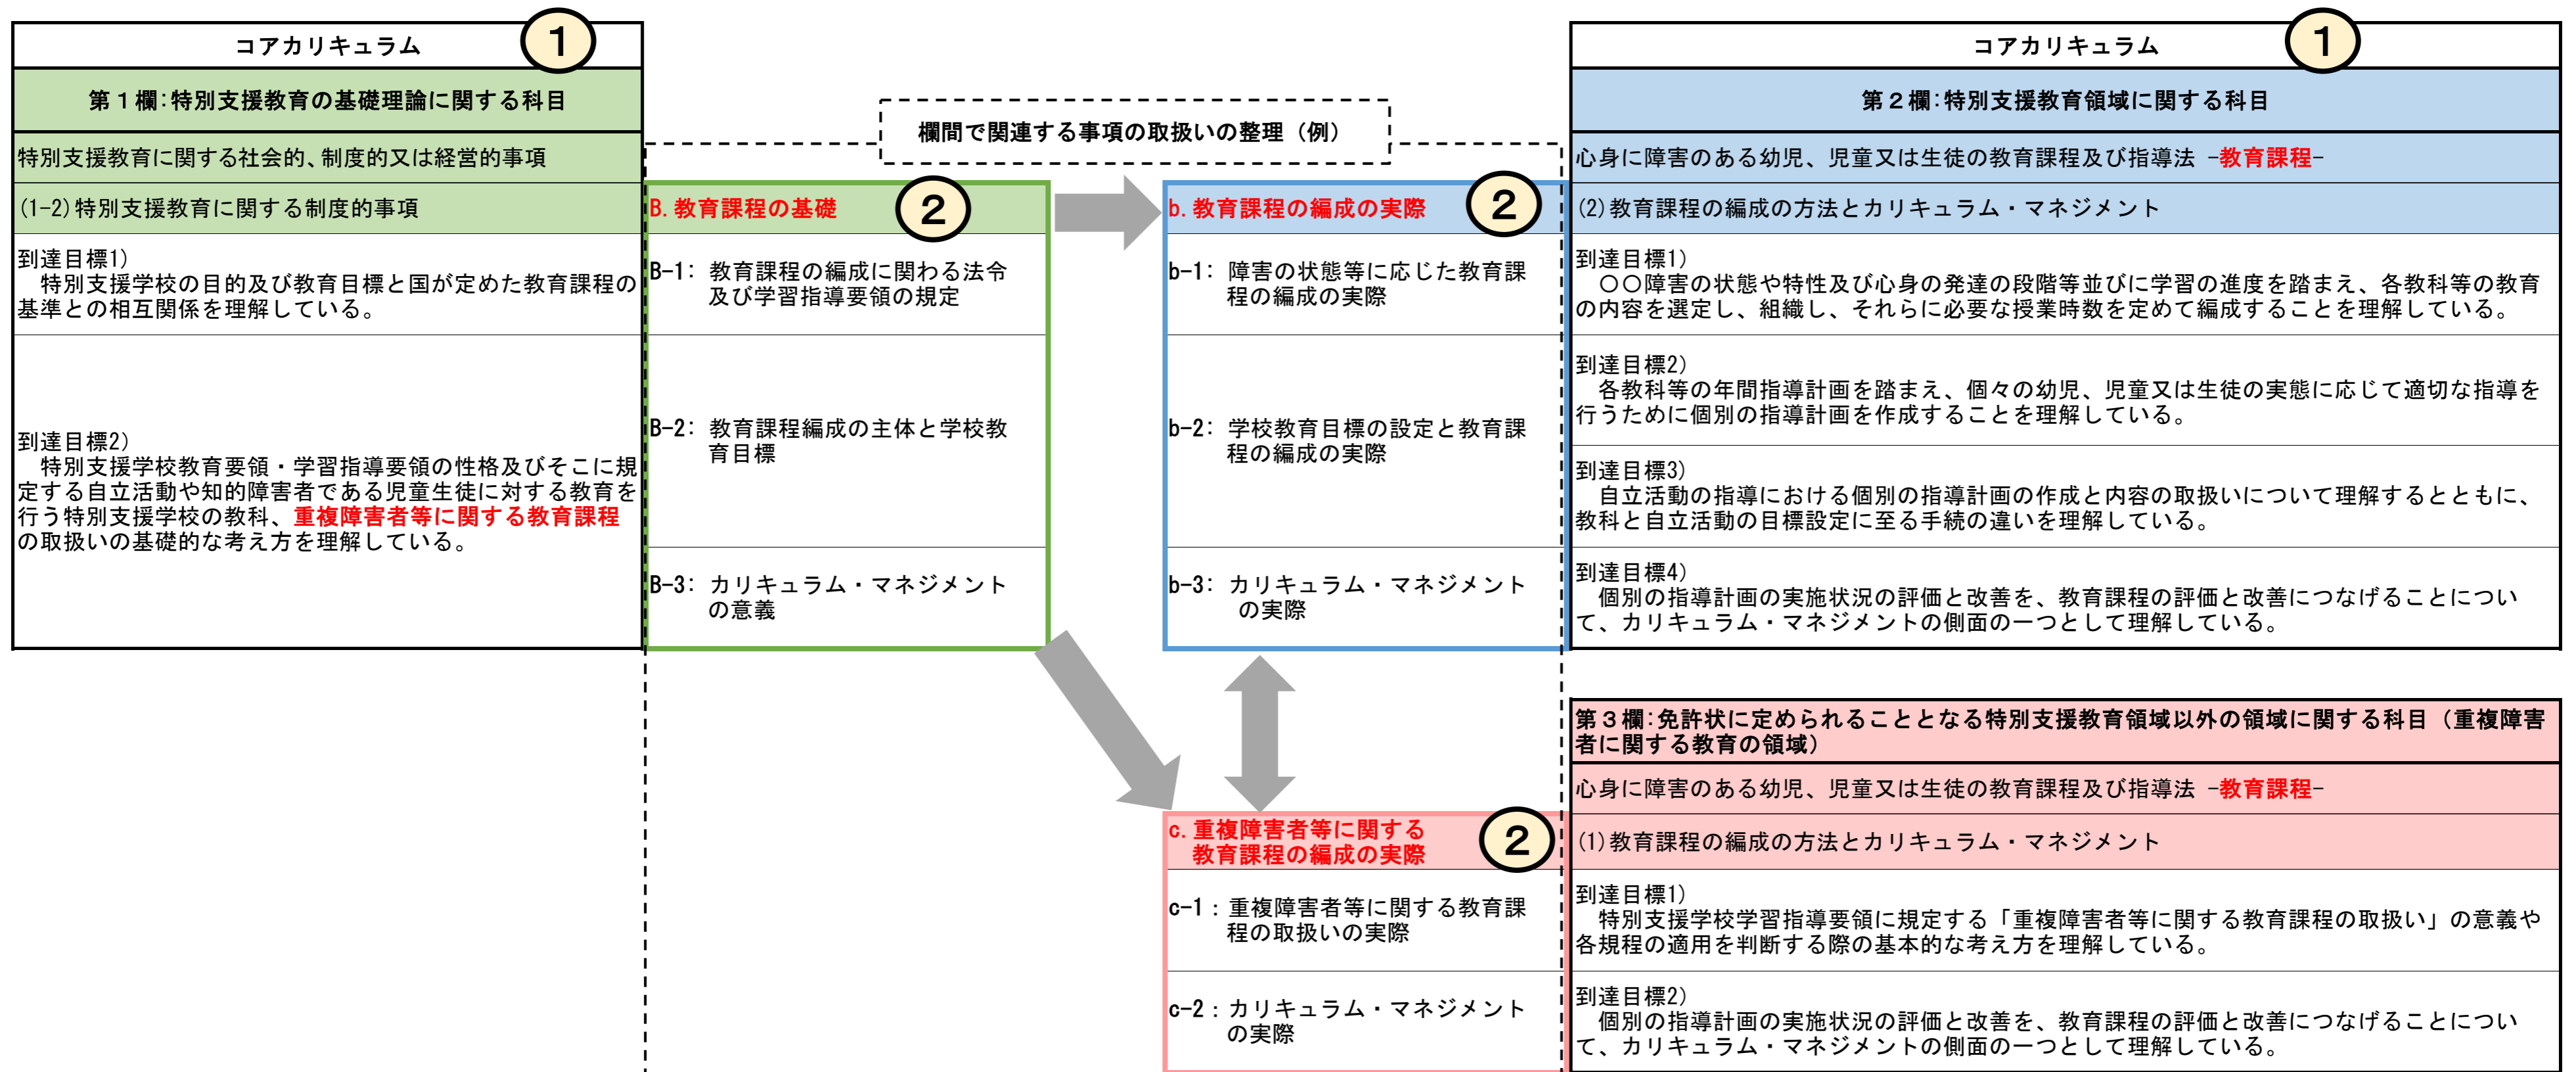 コアカリキュラム
1
第１欄:特別支援教育の基礎理論に関する科目
特別支援教育に関する社会的、制度的又は経営的事項
(1-2)特別支援教育に関する制度的事項
到達目標1)
特別支援学校の目的及び教育目標と国が定めた教育課程の
基準との相互関係を理解している。
到達目標2)
特別支援学校教育要領・学習指導要領の性格及びそこに規
定する自立活動や知的障害者である児童生徒に対する教育を
行う特別支援学校の教科、重複障害者等に関する教育課程
の取扱いの基礎的な考え方を理解している。
欄間で関連する事項の取扱いの整理（例）
B.教育課程の基礎
2
B-1: 教育課程の編成に関わる法令
及び学習指導要領の規定
B-2: 教育課程編成の主体と学校教
育目標
B-3: カリキュラム・マネジメント
の意義
b.教育課程の編成の実際
2
b-1: 障害の状態等に応じた教育課
程の編成の実際
b-2: 学校教育目標の設定と教育課
程の編成の実際
b-3: カリキュラム・マネジメント
の実際
コアカリキュラム
1
第２欄:特別支援教育領域に関する科目
心身に障害のある幼児、児童又は生徒の教育課程及び指導法 -教育課程-
(2)教育課程の編成の方法とカリキュラム・マネジメント
到達目標1)
〇〇障害の状態や特性及び心身の発達の段階等並びに学習の進度を踏まえ、各教科等の教育
の内容を選定し、組織し、それらに必要な授業時数を定めて編成することを理解している。
到達目標2)
各教科等の年間指導計画を踏まえ、個々の幼児、児童又は生徒の実態に応じて適切な指導を
行うために個別の指導計画を作成することを理解している。
到達目標3)
自立活動の指導における個別の指導計画の作成と内容の取扱いについて理解するとともに、
教科と自立活動の目標設定に至る手続の違いを理解している。
到達目標4)
個別の指導計画の実施状況の評価と改善を、教育課程の評価と改善につなげることについ
て、カリキュラム・マネジメントの側面の一つとして理解している。
c.重複障害者等に関する
教育課程の編成の実際
2
c-1：重複障害者等に関する教育課
程の取扱いの実際
c-2：カリキュラム・マネジメント
の実際
第３欄:免許状に定められることとなる特別支援教育領域以外の領域に関する科目（重複障害
者に関する教育の領域）
心身に障害のある幼児、児童又は生徒の教育課程及び指導法 -教育課程-
(1)教育課程の編成の方法とカリキュラム・マネジメント
到達目標1)
特別支援学校学習指導要領に規定する「重複障害者等に関する教育課程の取扱い」の意義や
各規程の適用を判断する際の基本的な考え方を理解している。
到達目標2)
個別の指導計画の実施状況の評価と改善を、教育課程の評価と改善につなげることについ
て、カリキュラム・マネジメントの側面の一つとして理解している。